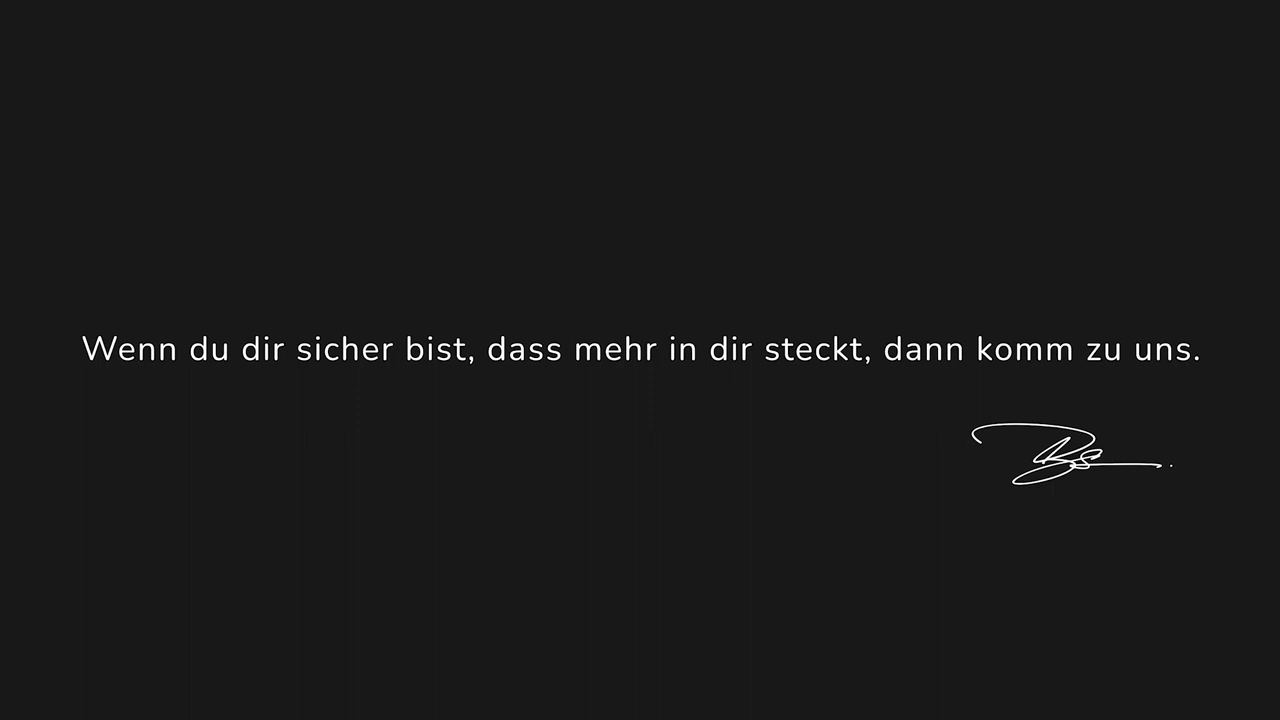 Wenn du dir sicher bist, dass mehr in dir steckt, dann komm zu uns.